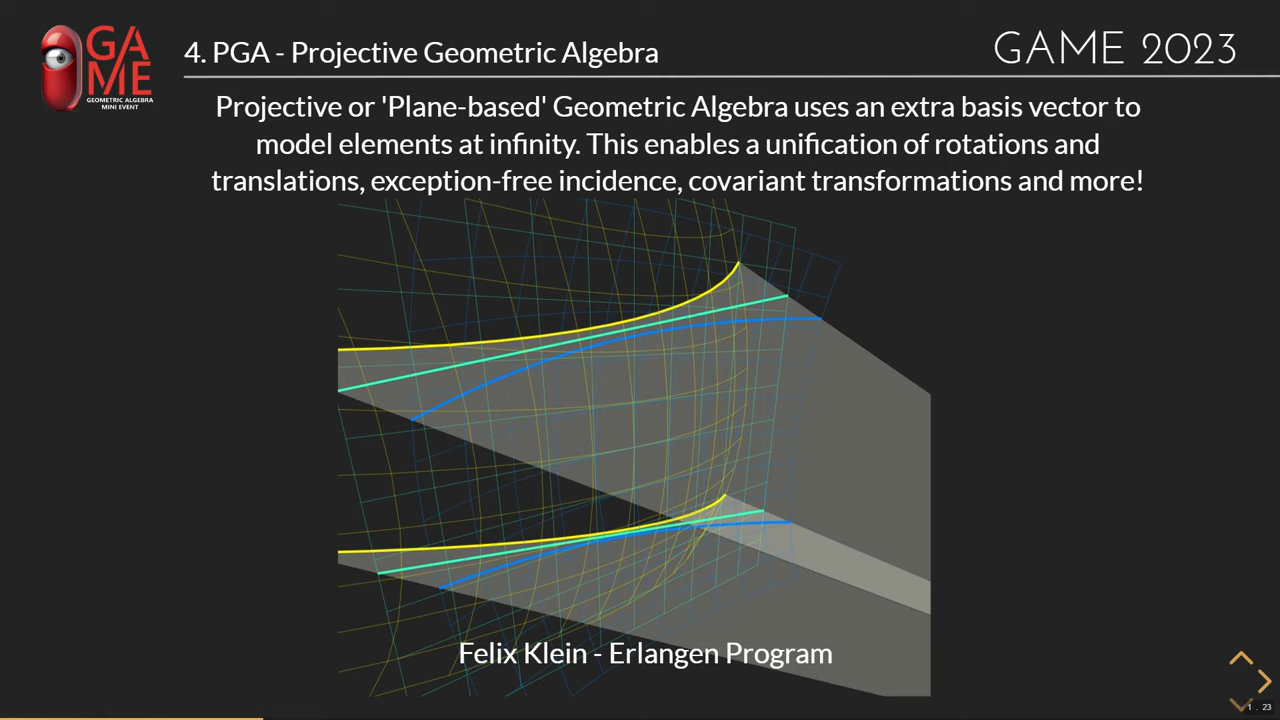 GA
ME
GEOMETRIC ALGEBRA
MINI EVENT
4. PGA - Projective Geometric Algebra
GAME 2023
Projective or 'Plane-based' Geometric Algebra uses an extra basis vector to
model elements at infinity. This enables a unification of rotations and
translations, exception-free incidence, covariant transformations and more!
Felix Klein - Erlangen Program
1 . 23